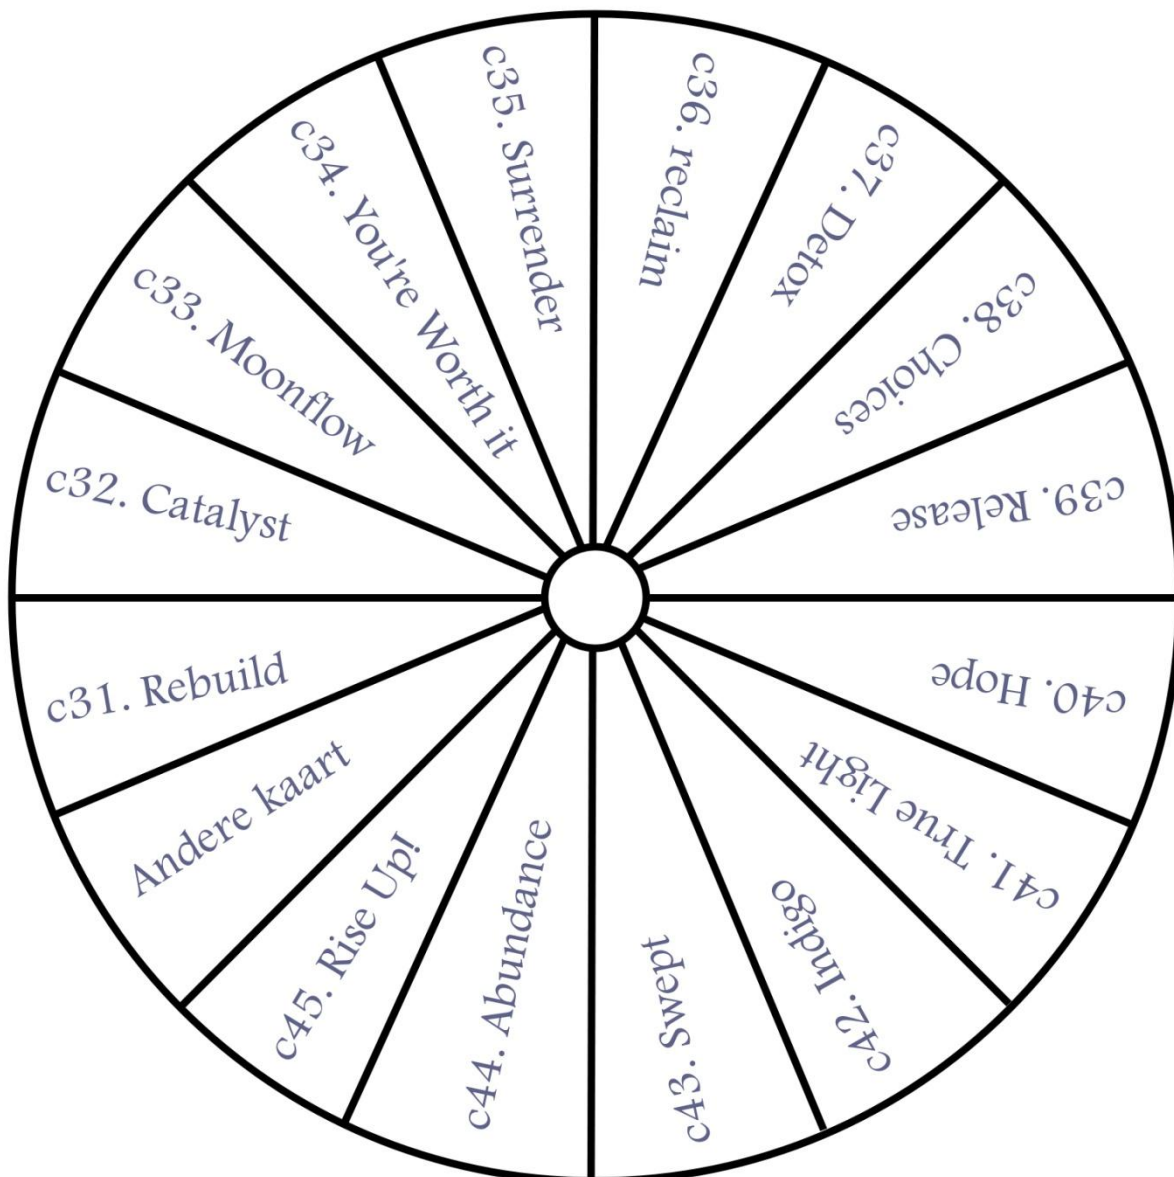 c31. Rebuild
c32. Catalyst
c33. Moonflow
c34. You're Worth it
c35. Surrender
c36. reclaim
c37. Detox
c38. Choices
c39. Release
c40. Hope
c41. True Light
c42. Indigo
c43. Swept
c44. Abundance
c45. Rise Up!
Andere kaart